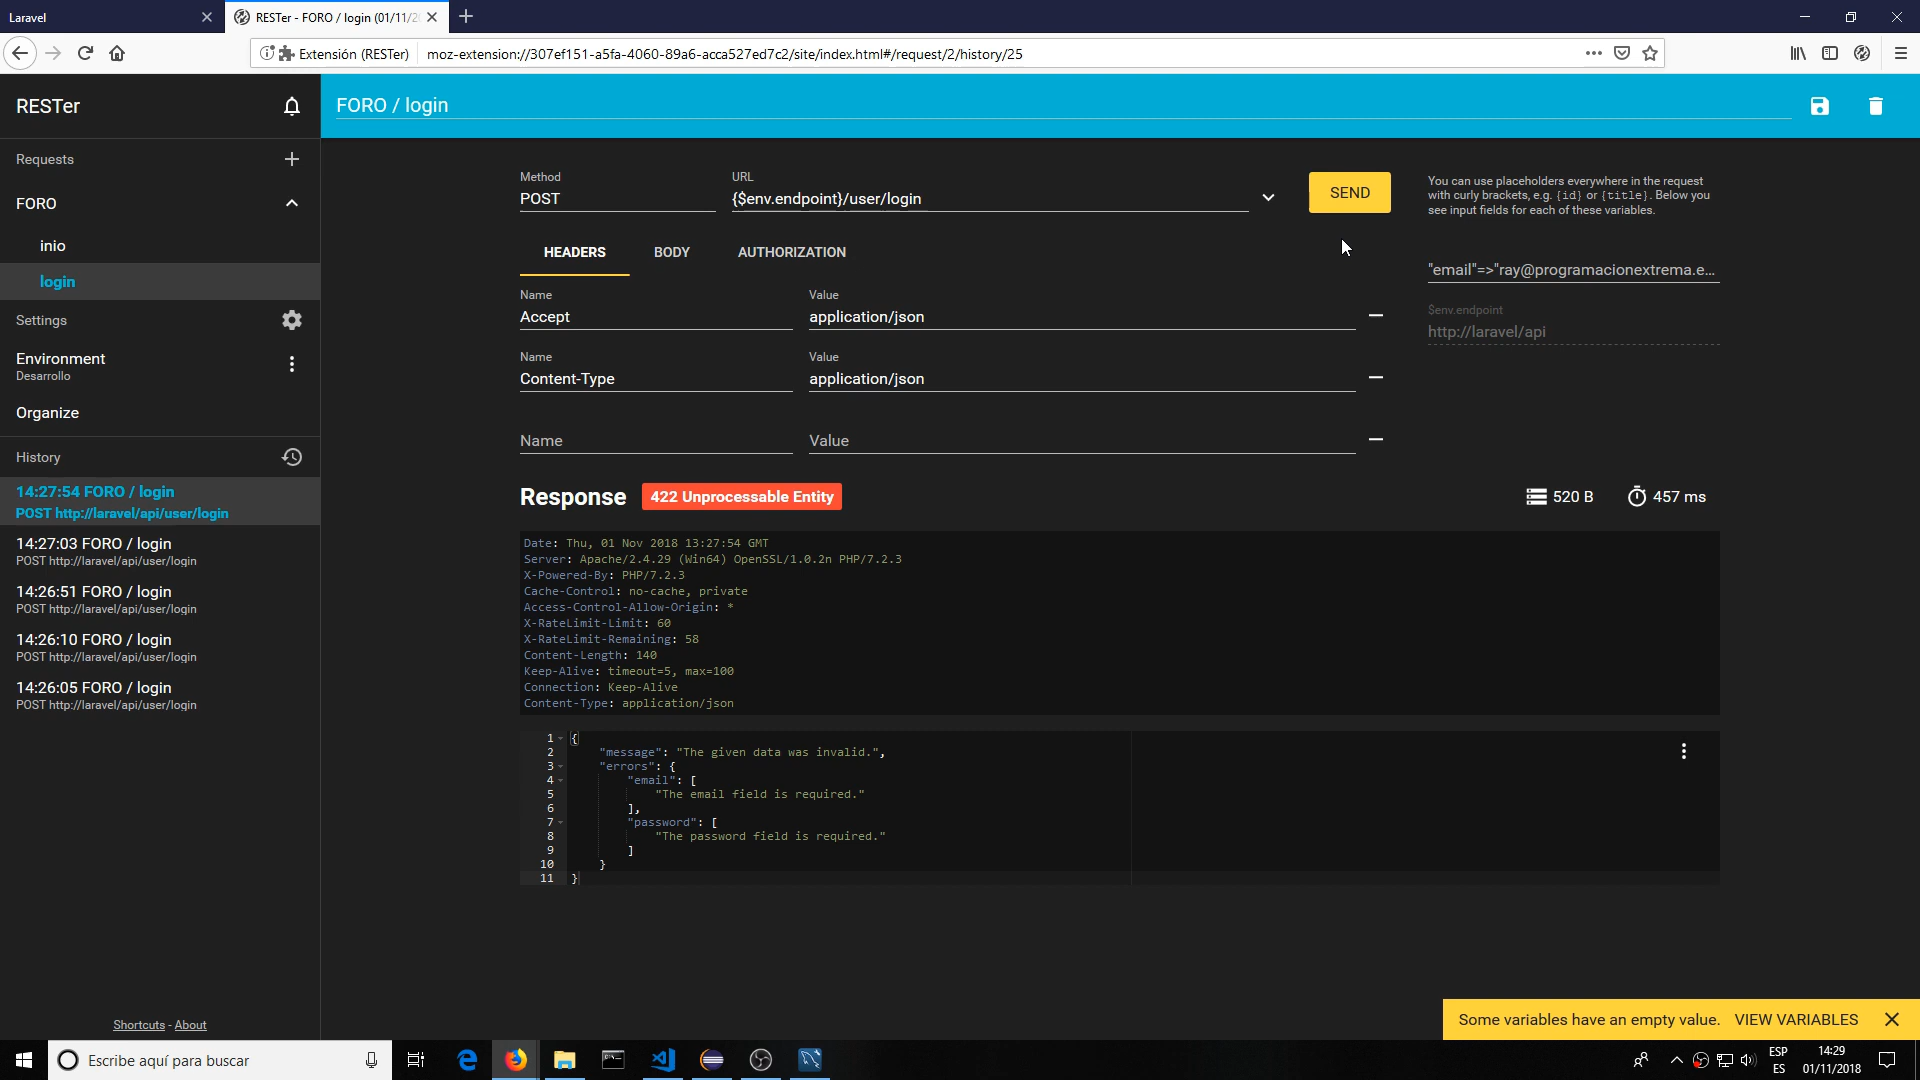 Laravel
RESTer - FORO / login (01/11/2
Extensión (RESTer)
moz-extension://307ef151-a5fa-4060-89a6-acca527ed7c2/site/index.html#/request/2/history/25
RESTer
FORO / login
Requests
FORO
inio
login
Settings
Environment
Desarrollo
Organize
History
14:27:54 FORO / login
POST http://laravel/api/user/login
14:27:03 FORO / login
POST http://laravel/api/user/login
14:26:51 FORO / login
POST http://laravel/api/user/login
14:26:10 FORO / login
POST http://laravel/api/user/login
14:26:05 FORO / login
POST http://laravel/api/user/login
Shortcuts - About
Method
POST
URL
{$env.endpoint}/user/login
SEND
You can use placeholders everywhere in the request
with curly brackets, e.g. {id} or {title}. Below you
see input fields for each of these variables.
"email"=>"ray@programacionextrema.e...
$env.endpoint
http://laravel/api
HEADERS
BODY
AUTHORIZATION
Name
Value
Accept
application/json
Name
Value
Content-Type
application/json
Name
Value
Response
422 Unprocessable Entity
520 B
457 ms
Date: Thu, 01 Nov 2018 13:27:54 GMT
Server: Apache/2.4.29 (Win64) OpenSSL/1.0.2n PHP/7.2.3
X-Powered-By: PHP/7.2.3
Cache-Control: no-cache, private
Access-Control-Allow-Origin: *
X-RateLimit-Limit: 60
X-RateLimit-Remaining: 58
Content-Length: 140
Keep-Alive: timeout=5, max=100
Connection: Keep-Alive
Content-Type: application/json
1 {
2 "message": "The given data was invalid.",
3 "errors": {
4 "email": [
5 "The email field is required."
6 ],
7 "password": [
8 "The password field is required."
9 ]
10 }
11 }
Some variables have an empty value. VIEW VARIABLES
Escribe aquí para buscar
ESP
ES
14:29
01/11/2018